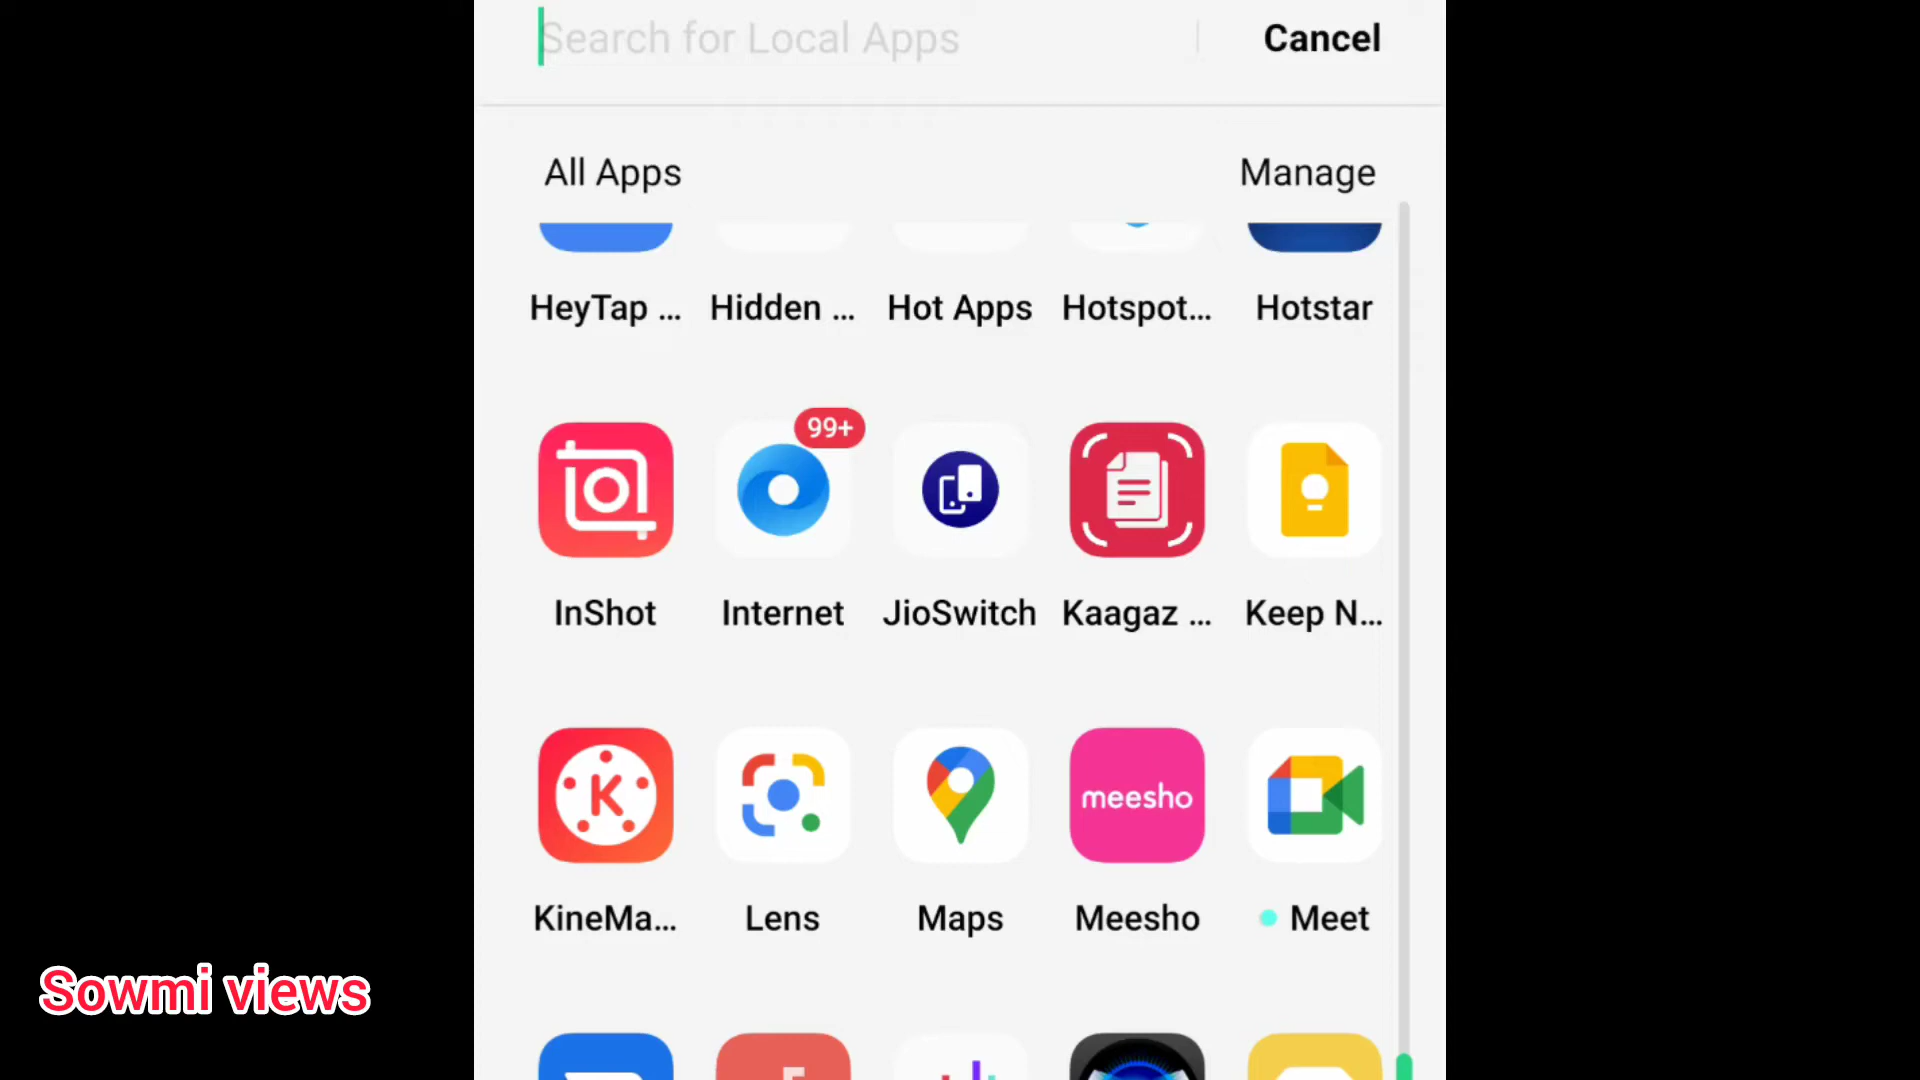 Search for Local Apps Cancel
All Apps Manage
HeyTap ... Hidden ... Hot Apps Hotspot... Hotstar
99+
InShot Internet JioSwitch Kaagaz ... Keep N...
K meesho
KineMa... Lens Maps Meesho Meet
Sowmi views